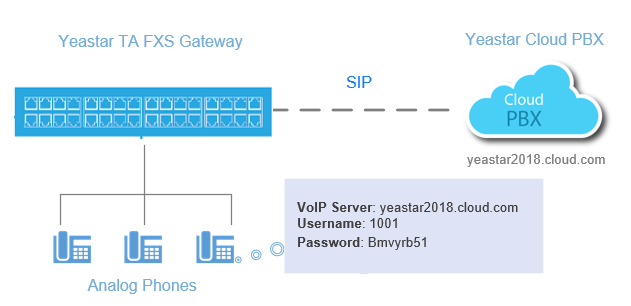 Yeastar TA FXS Gateway
Yeastar Cloud PBX
SIP
Cloud
PBX
yeastar2018.cloud.com
VoIP Server: yeastar2018.cloud.com
Username: 1001
Password: Bmvyrb51
Analog Phones